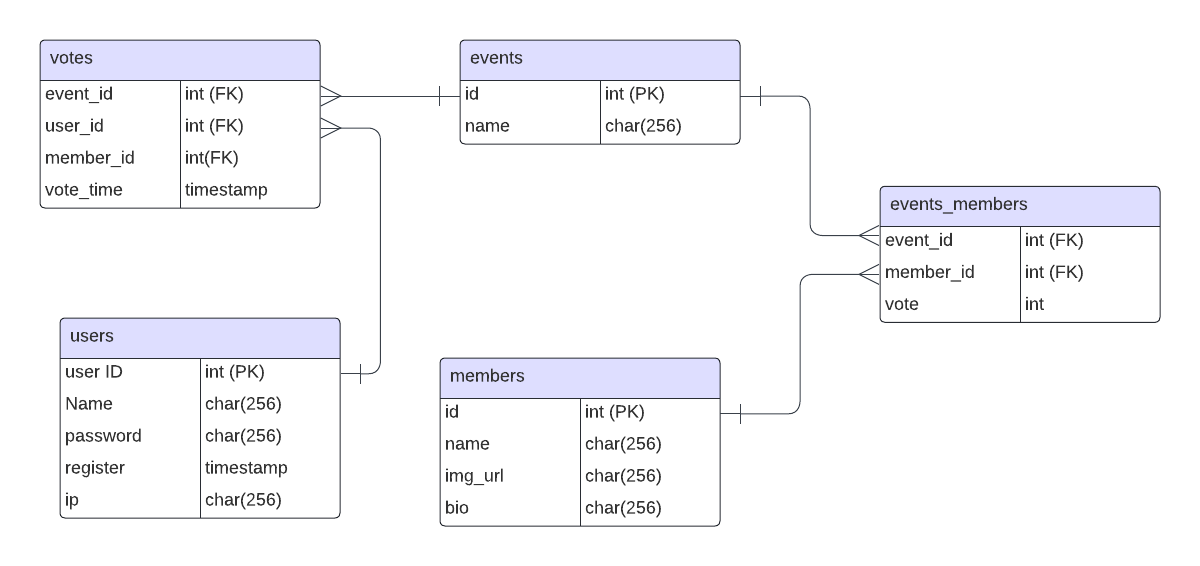 votes
event_id int (FK)
user_id int (FK)
member_id int(FK)
vote_time timestamp
events
id int (PK)
name char(256)
events_members
event_id int (FK)
member_id int (FK)
vote int
users
user ID int (PK)
Name char(256)
password char(256)
register timestamp
ip char(256)
members
id int (PK)
name char(256)
img_url char(256)
bio char(256)